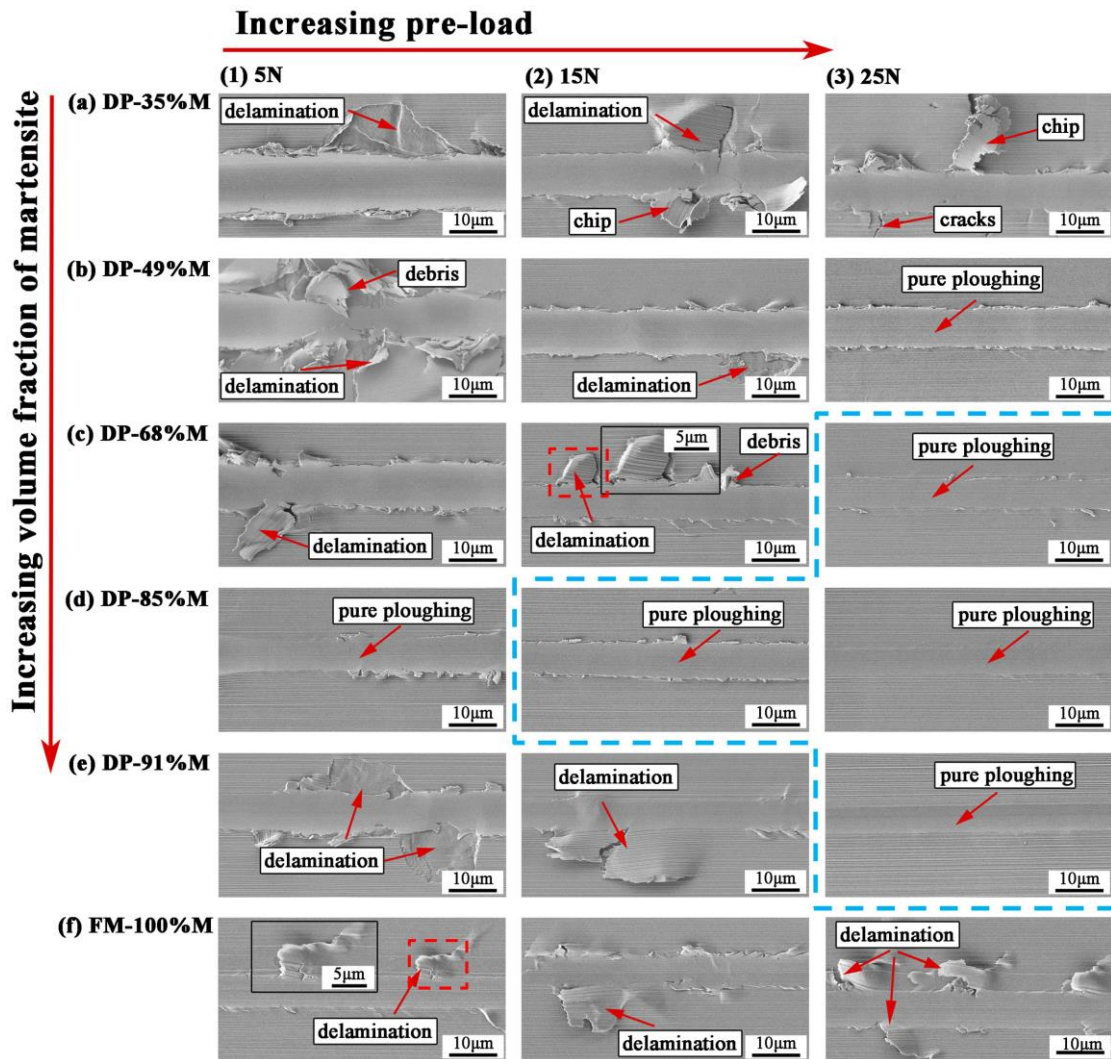 Increasing pre-load
Increasing volume fraction of martensite
(1) 5N
(2) 15N
(3) 25N
(a) DP-35%M
delamination
10μm
delamination
chip
10μm
chip
cracks
10μm
(b) DP-49%M
debris
delamination
10μm
delamination
10μm
pure ploughing
10μm
(c) DP-68%M
delamination
10μm
5μm
debris
delamination
10μm
pure ploughing
10μm
(d) DP-85%M
pure ploughing
10μm
pure ploughing
10μm
pure ploughing
10μm
(e) DP-91%M
delamination
10μm
delamination
10μm
pure ploughing
10μm
(f) FM-100%M
5μm
delamination
10μm
delamination
10μm
delamination
10μm